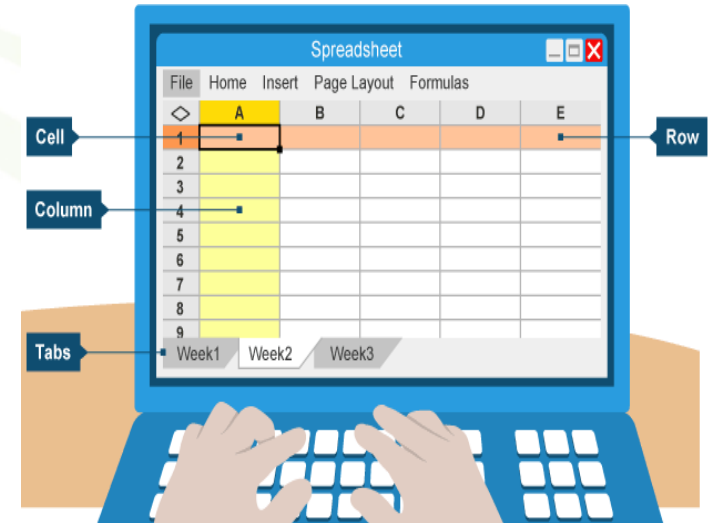 Spreadsheet
File Home Insert Page Layout Formulas
A B C D E
Cell 1 Row
2
3
Column 4
5
6
7
8
9
Tabs Week1 Week2 Week3